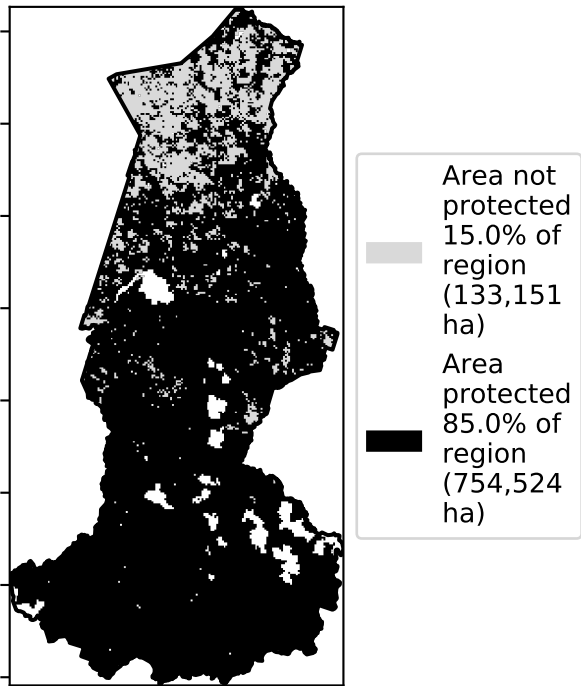 Area not
protected
15.0% of
region
(133,151
ha)
Area
protected
85.0% of
region
(754,524
ha)